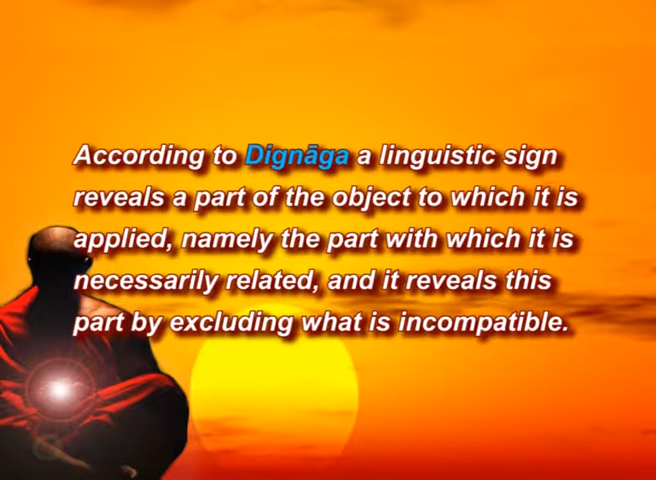 According to Dignāga a linguistic sign
reveals a part of the object to which it is
applied, namely the part with which it is
necessarily related, and it reveals this
part by excluding what is incompatible.